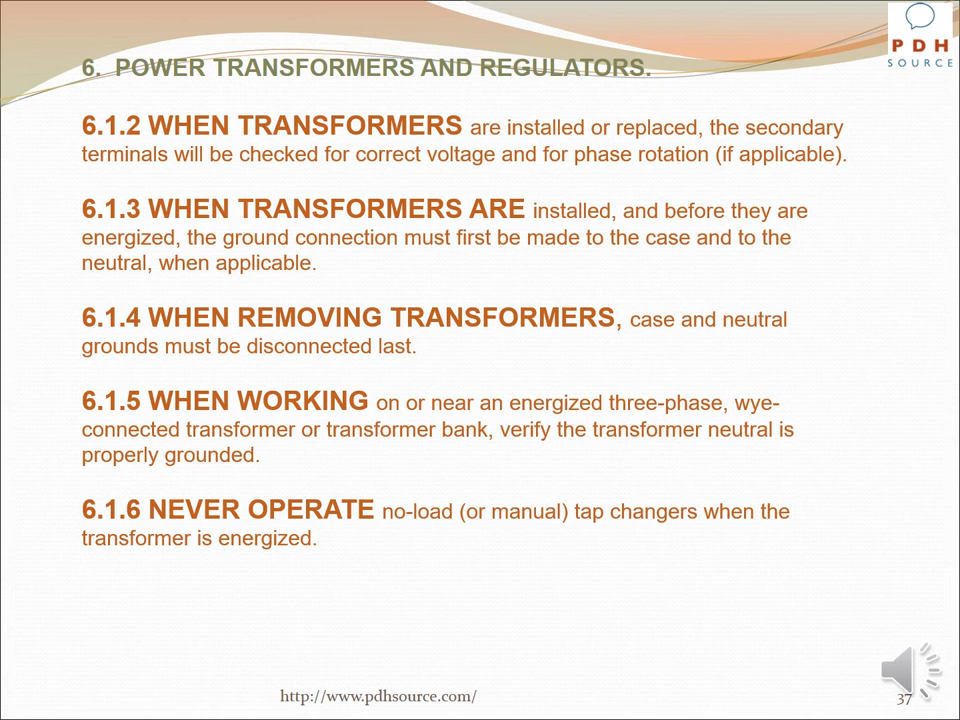 PDH
SOURCE
6. POWER TRANSFORMERS AND REGULATORS.
6.1.2 WHEN TRANSFORMERS are installed or replaced, the secondary
terminals will be checked for correct voltage and for phase rotation (if applicable).
6.1.3 WHEN TRANSFORMERS ARE installed, and before they are
energized, the ground connection must first be made to the case and to the
neutral, when applicable.
6.1.4 WHEN REMOVING TRANSFORMERS, case and neutral
grounds must be disconnected last.
6.1.5 WHEN WORKING on or near an energized three-phase, wye-
connected transformer or transformer bank, verify the transformer neutral is
properly grounded.
6.1.6 NEVER OPERATE no-load (or manual) tap changers when the
transformer is energized.
http://www.pdhsource.com/
37